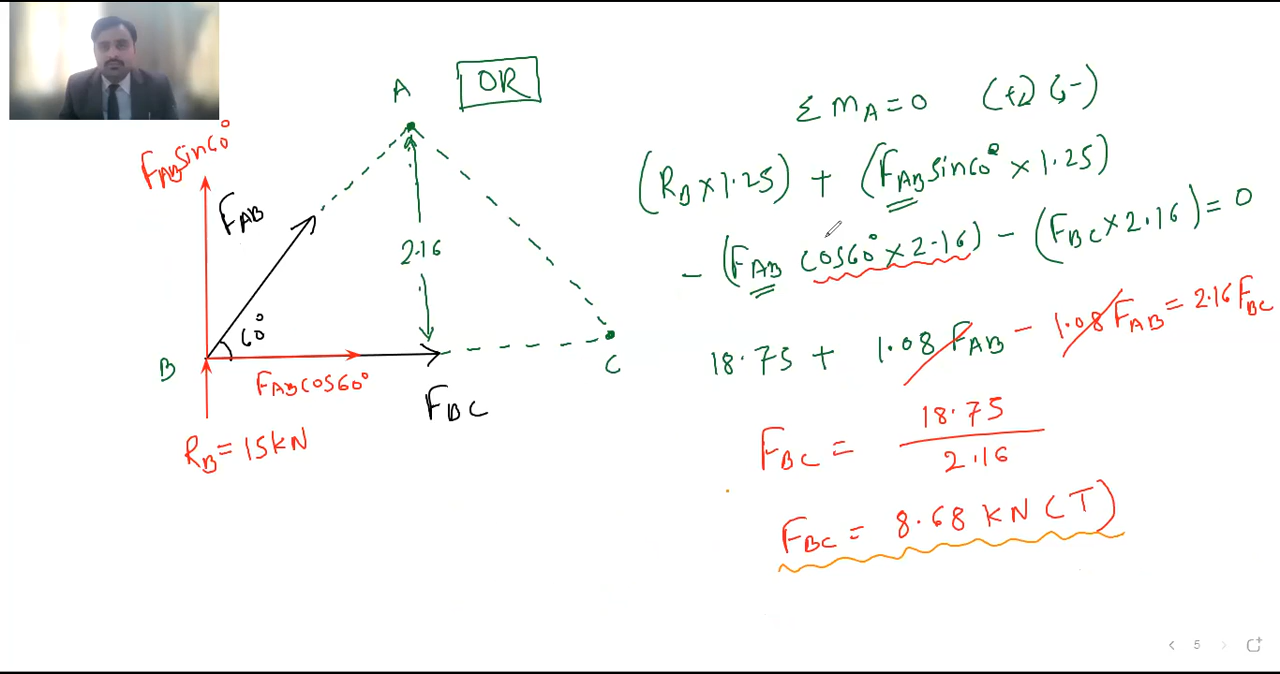 A
OR
F_AB Sin60°
F_AB
2.16
60°
B
C
F_AB cos60°
F_BC
R_B = 15kN
Σ M_A = 0 (+↻) (↺-)
(R_B × 1.25) + (F_AB sin60° × 1.25)
- (F_AB cos60° × 2.16) - (F_BC × 2.16) = 0
18.75 + 1.08 F_AB - 1.08 F_AB = 2.16 F_BC
F_BC = 18.75 / 2.16
F_BC = 8.68 KN (T)
5